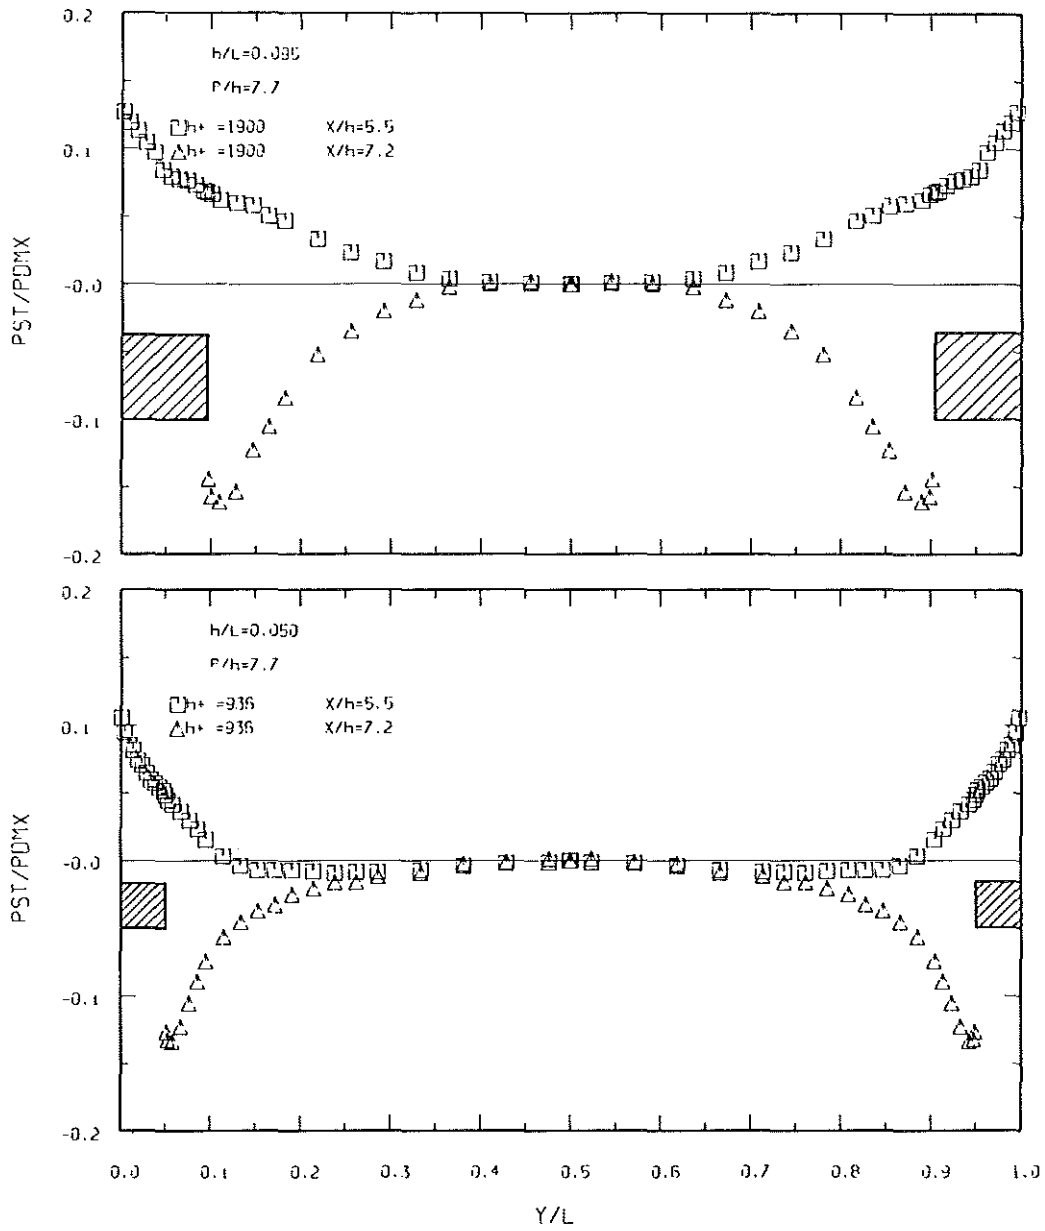 0.2
h/L=0.095
P/h=7.7
h+ =1900 X/h=5.5
h+ =1900 X/h=7.2
0.1
PST/PDMX
-0.0
-0.1
-0.2
0.2
h/L=0.050
P/h=7.7
h+ =936 X/h=5.5
h+ =936 X/h=7.2
0.1
PST/PDMX
-0.0
-0.1
-0.2
0.0 0.1 0.2 0.3 0.4 0.5 0.6 0.7 0.8 0.9 1.0
Y/L